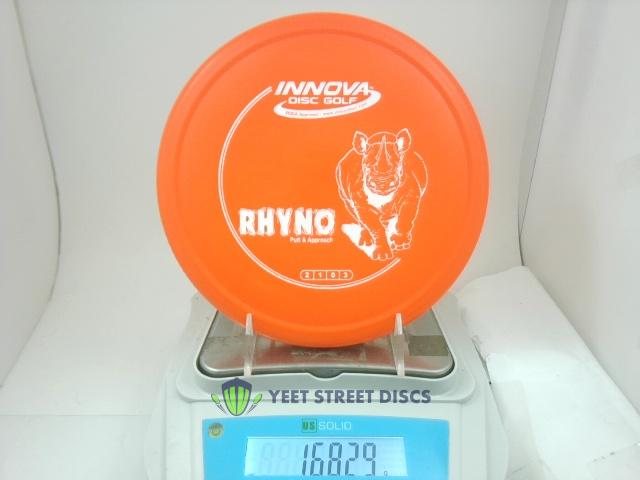 INNOVA
DISC GOLF
RHYNO
Putt & Approach
2 1 0 3
YEET STREET DISCS
US SOLID
168.29 g